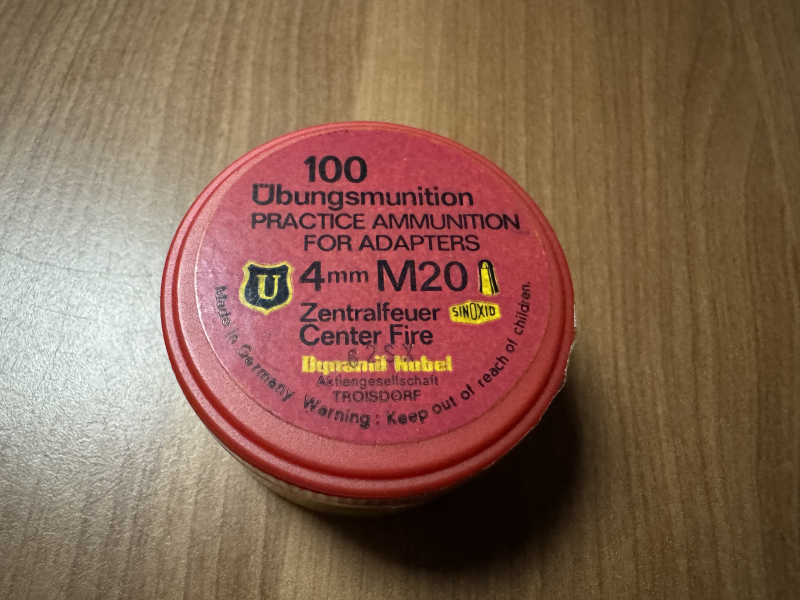 100
Übungsmunition
PRACTICE AMMUNITION
FOR ADAPTERS
U
4mm M20
Zentralfeuer
SINOXID
Center Fire
Dynamit Nobel
Aktiengesellschaft
TROISDORF
Made in Germany Warning: Keep out of reach of children.